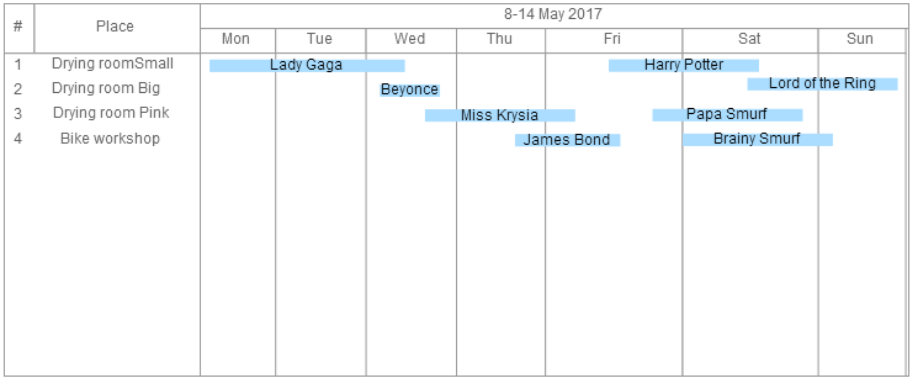 # Place 8-14 May 2017
Mon Tue Wed Thu Fri Sat Sun
1 Drying roomSmall Lady Gaga Harry Potter
2 Drying room Big Beyonce Lord of the Ring
3 Drying room Pink Miss Krysia Papa Smurf
4 Bike workshop James Bond Brainy Smurf